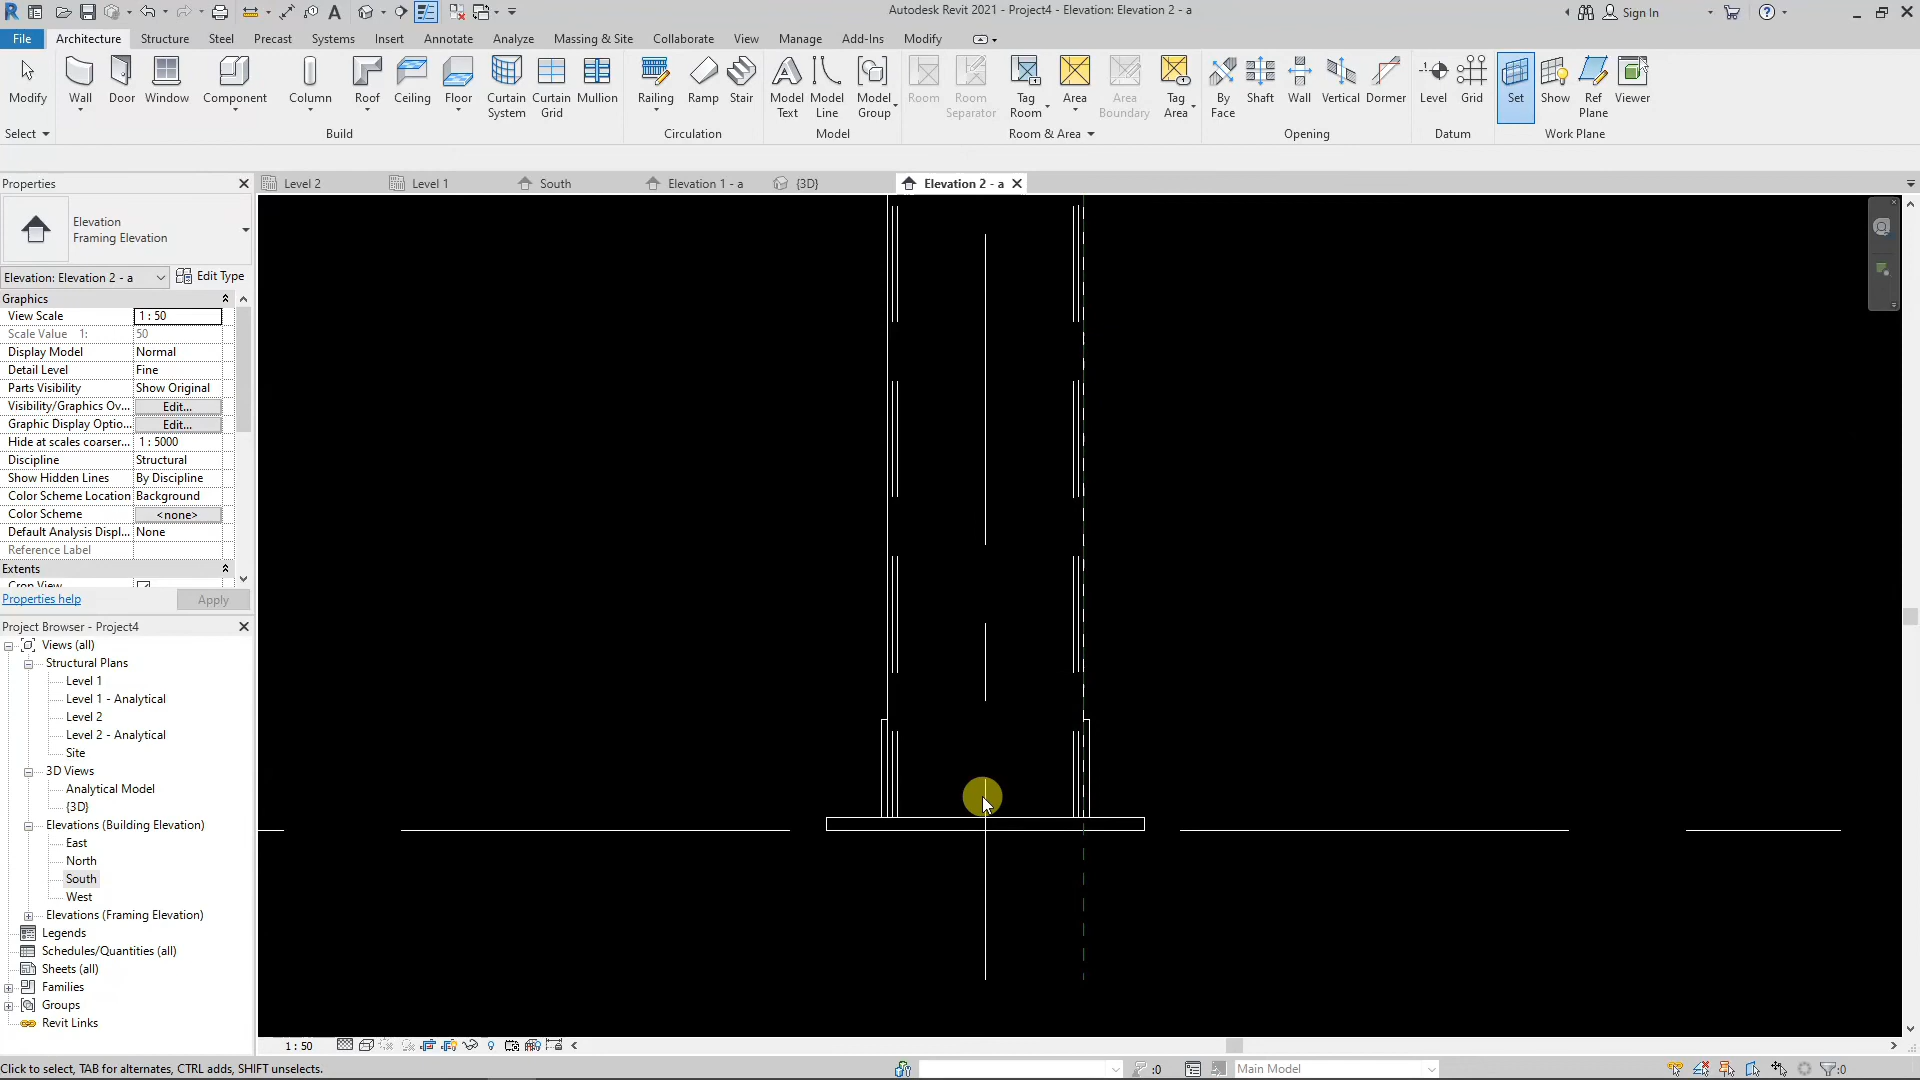 Autodesk Revit 2021 - Project4 - Elevation: Elevation 2 - a
Sign In
File Architecture Structure Steel Precast Systems Insert Annotate Analyze Massing & Site Collaborate View Manage Add-Ins Modify
Modify Wall Door Window Component Column Roof Ceiling Floor Curtain System Curtain Grid Mullion Railing Ramp Stair Model Text Model Line Model Group Room Room Separator Tag Room Area Area Boundary Tag Area By Face Shaft Wall Vertical Dormer Level Grid Set Show Ref Plane Viewer
Select Build Circulation Model Room & Area Opening Datum Work Plane
Properties
Level 2 Level 1 South Elevation 1 - a {3D} Elevation 2 - a
Elevation
Framing Elevation
Elevation: Elevation 2 - a Edit Type
Graphics
View Scale 1 : 50
Scale Value 1: 50
Display Model Normal
Detail Level Fine
Parts Visibility Show Original
Visibility/Graphics Ov... Edit...
Graphic Display Optio... Edit...
Hide at scales coarser... 1 : 5000
Discipline Structural
Show Hidden Lines By Discipline
Color Scheme Location Background
Color Scheme <none>
Default Analysis Displ... None
Reference Label
Extents
Crop View
Properties help Apply
Project Browser - Project4
Views (all)
Structural Plans
Level 1
Level 1 - Analytical
Level 2
Level 2 - Analytical
Site
3D Views
Analytical Model
{3D}
Elevations (Building Elevation)
East
North
South
West
Elevations (Framing Elevation)
Legends
Schedules/Quantities (all)
Sheets (all)
Families
Groups
Revit Links
1 : 50
Click to select, TAB for alternates, CTRL adds, SHIFT unselects.
:0
Main Model
:0